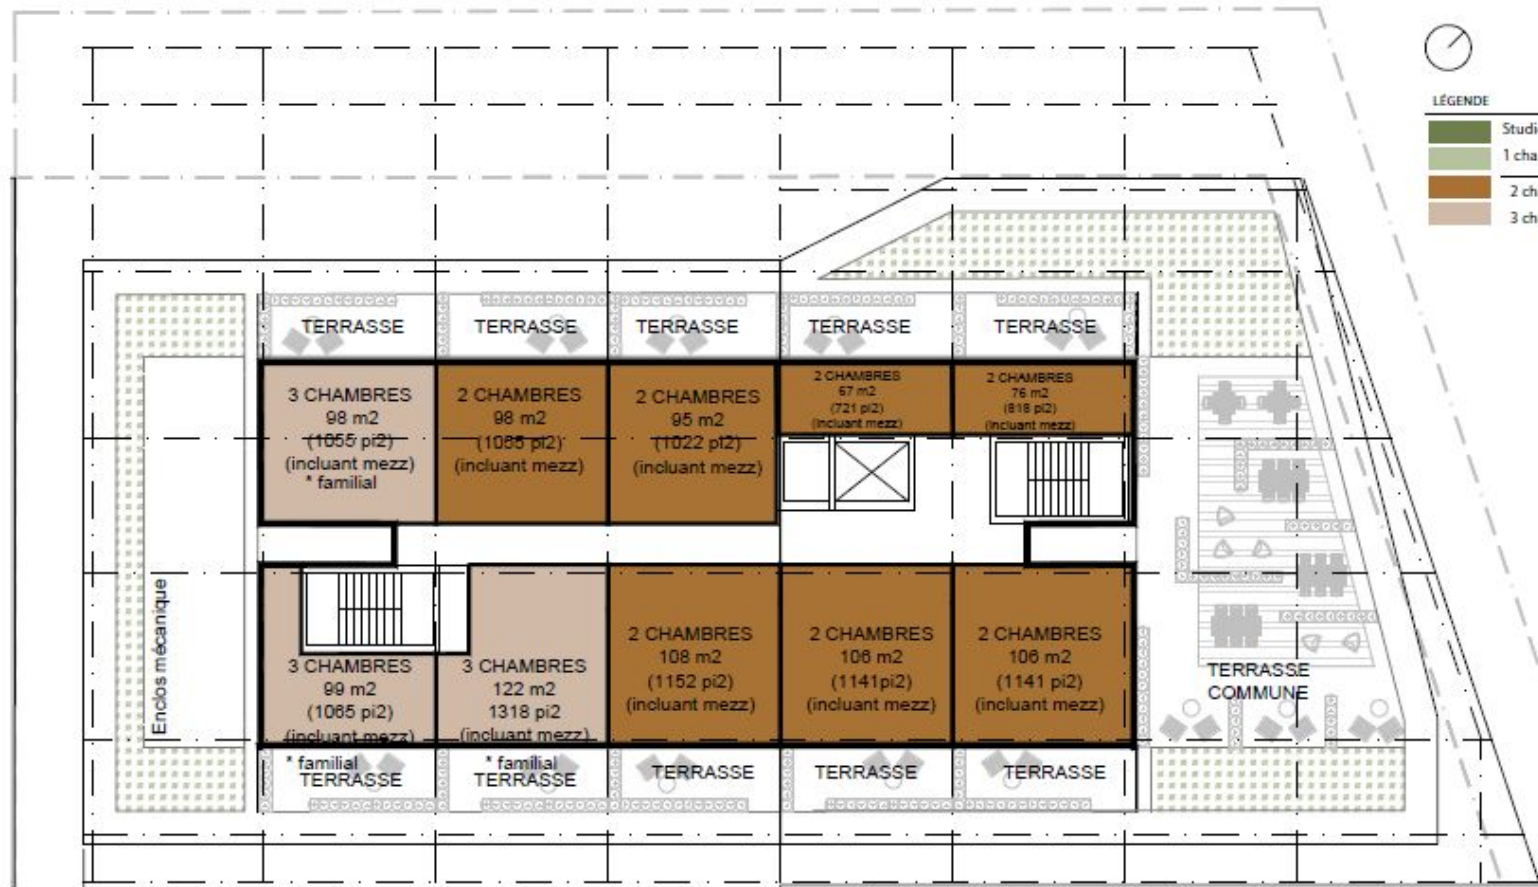 LÉGENDE
Studi
1 cha
2 ch
3 ch
TERRASSE
TERRASSE
TERRASSE
TERRASSE
TERRASSE
3 CHAMBRES
98 m2
(1055 pi2)
(incluant mezz)
* familial
2 CHAMBRES
98 m2
(1055 pi2)
(incluant mezz)
2 CHAMBRES
95 m2
(1022 pi2)
(incluant mezz)
2 CHAMBRES
67 m2
(721 pi2)
(incluant mezz)
2 CHAMBRES
76 m2
(818 pi2)
(incluant mezz)
Enclos mécanique
3 CHAMBRES
99 m2
(1065 pi2)
(incluant mezz)
* familial
3 CHAMBRES
122 m2
1318 pi2
(incluant mezz)
* familial
2 CHAMBRES
108 m2
(1152 pi2)
(incluant mezz)
2 CHAMBRES
106 m2
(1141pi2)
(incluant mezz)
2 CHAMBRES
106 m2
(1141 pi2)
(incluant mezz)
TERRASSE
COMMUNE
TERRASSE
TERRASSE
TERRASSE
TERRASSE
TERRASSE